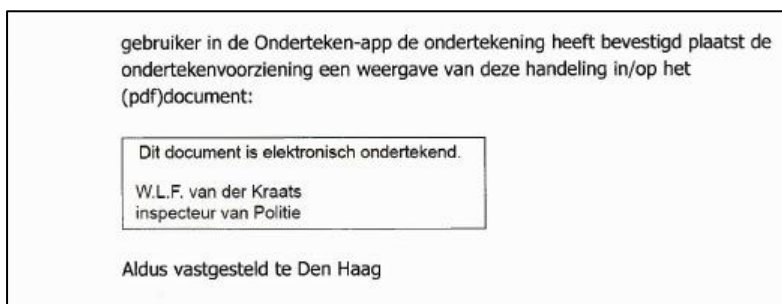 gebruiker in de Onderteken-app de ondertekening heeft bevestigd plaatst de
ondertekenvoorziening een weergave van deze handeling in/op het
(pdf)document:
Dit document is elektronisch ondertekend.
W.L.F. van der Kraats
inspecteur van Politie
Aldus vastgesteld te Den Haag